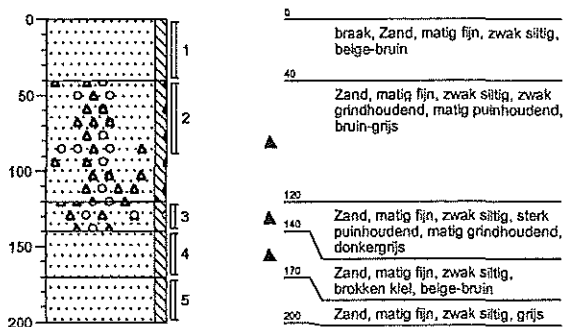 0
50
100
150
200
1
2
3
4
5
0
braak, Zand, matig fijn, zwak siltig,
beige-bruin
40
Zand, matig fijn, zwak siltig, zwak
grindhoudend, matig puinhoudend,
bruin-grijs
120
Zand, matig fijn, zwak siltig, sterk
puinhoudend, matig grindhoudend,
donkergrijs
140
Zand, matig fijn, zwak siltig,
brokken klei, beige-bruin
170
Zand, matig fijn, zwak siltig, grijs
200